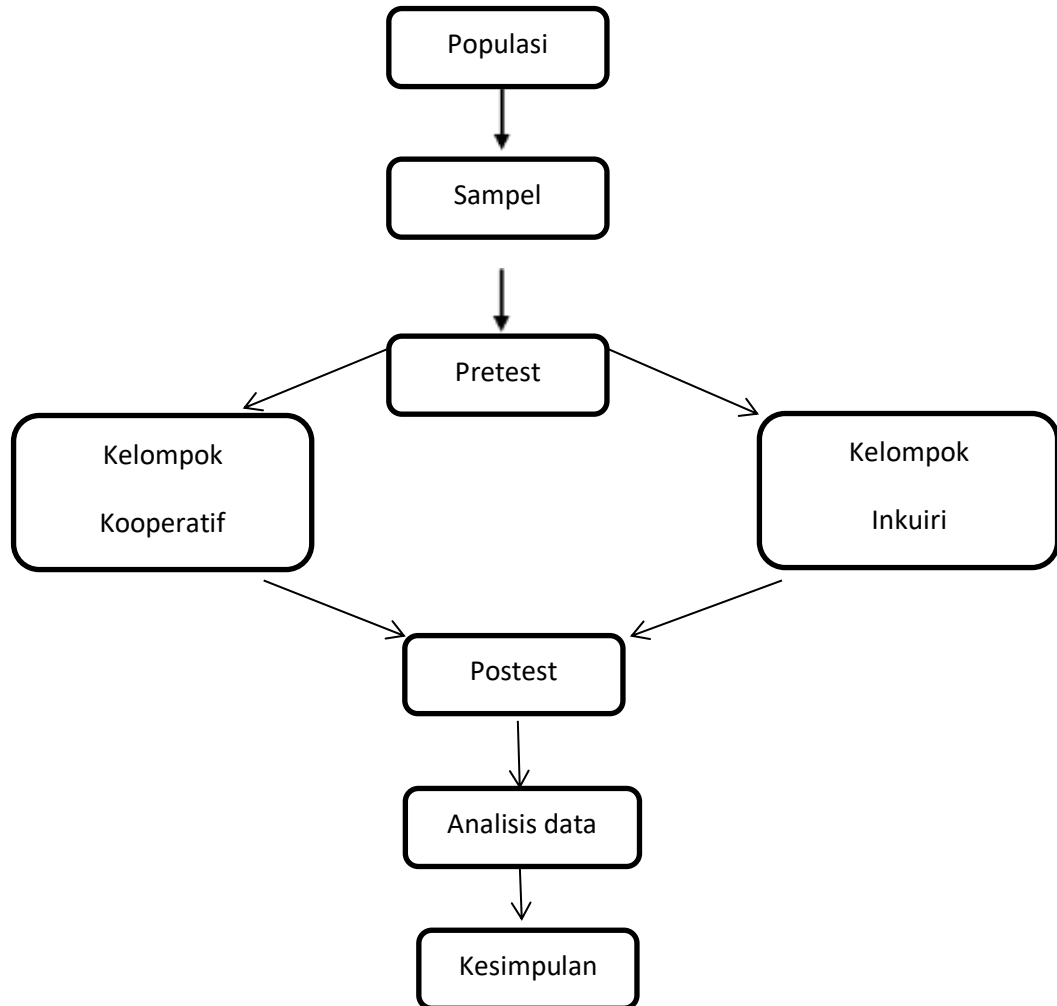 Populasi
Sampel
Pretest
Kelompok
Kooperatif
Kelompok
Inkuiri
Postest
Analisis data
Kesimpulan